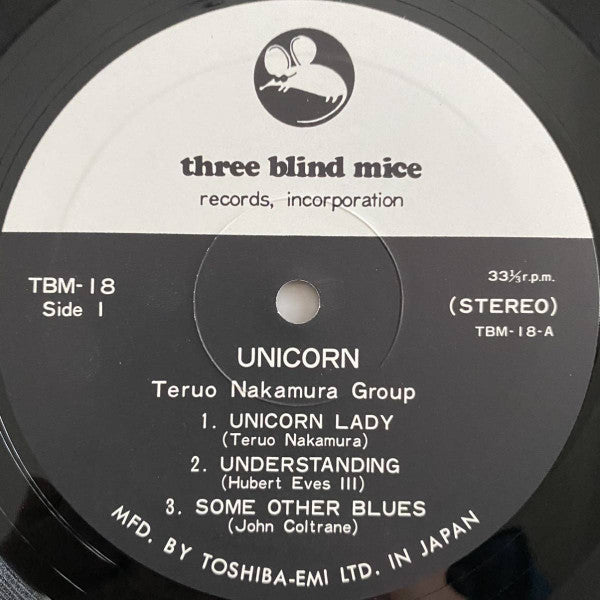 three blind mice
records, incorporation
TBM-18
Side 1
33⅓ r.p.m.
(STEREO)
TBM-18-A
UNICORN
Teruo Nakamura Group
1. UNICORN LADY
(Teruo Nakamura)
2. UNDERSTANDING
(Hubert Eves III)
3. SOME OTHER BLUES
(John Coltrane)
MFD. BY TOSHIBA-EMI LTD. IN JAPAN